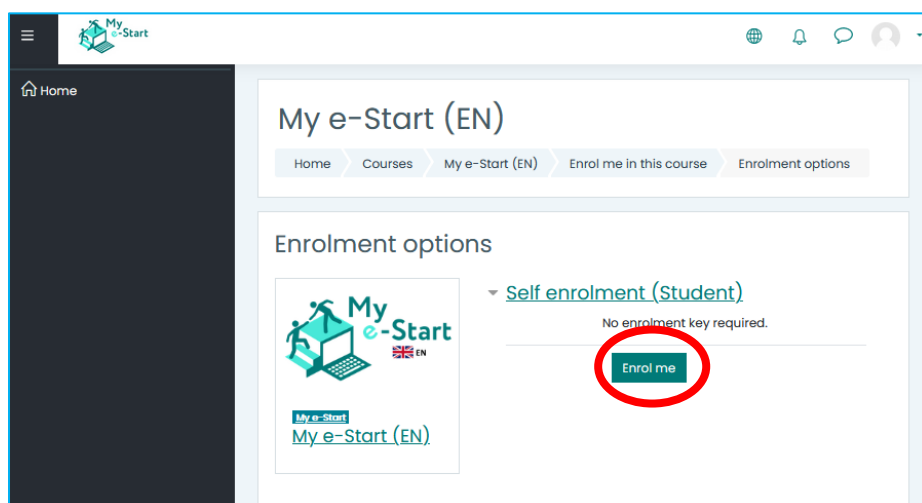 My
e-Start
Home
My e-Start (EN)
Home Courses My e-Start (EN) Enrol me in this course Enrolment options
Enrolment options
My
e-Start
EN
My e-Start
My e-Start (EN)
Self enrolment (Student)
No enrolment key required.
Enrol me